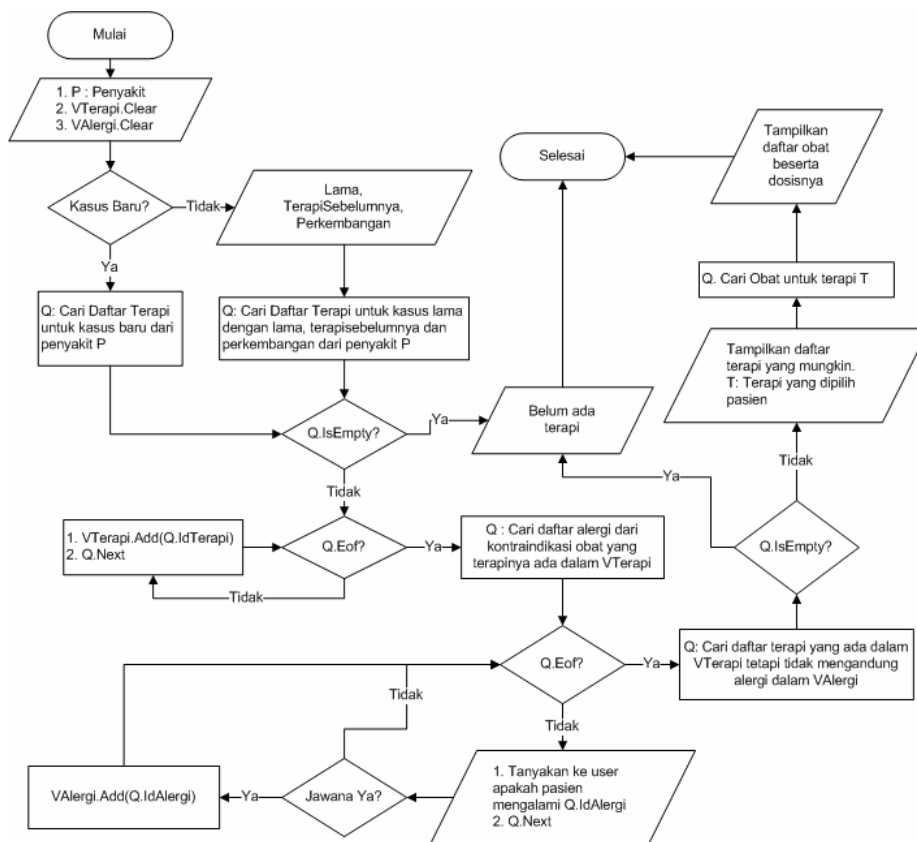 Mulai
1. P : Penyakit
2. VTerapi.Clear
3. VAlergi.Clear
Kasus Baru?
Tidak
Lama,
TerapiSebelumnya,
Perkembangan
Ya
Q: Cari Daftar Terapi
untuk kasus baru dari
penyakit P
Q: Cari Daftar Terapi untuk kasus lama
dengan lama, terapisebelumnya dan
perkembangan dari penyakit P
Q.IsEmpty?
Ya
Belum ada
terapi
Selesai
Tampilkan
daftar obat
beserta
dosisnya
Q. Cari Obat untuk terapi T
Tampilkan daftar
terapi yang mungkin.
T: Terapi yang dipilih
pasien
Tidak
Ya
Q.IsEmpty?
Tidak
1. VTerapi.Add(Q.IdTerapi)
2. Q.Next
Q.Eof?
Ya
Tidak
Q : Cari daftar alergi dari
kontraindikasi obat yang
terapinya ada dalam VTerapi
Q.Eof?
Ya
Q: Cari daftar terapi yang ada dalam
VTerapi tetapi tidak mengandung
alergi dalam VAlergi
Tidak
Tidak
VAlergi.Add(Q.IdAlergi)
Ya
Jawana Ya?
1. Tanyakan ke user
apakah pasien
mengalami Q.IdAlergi
2. Q.Next